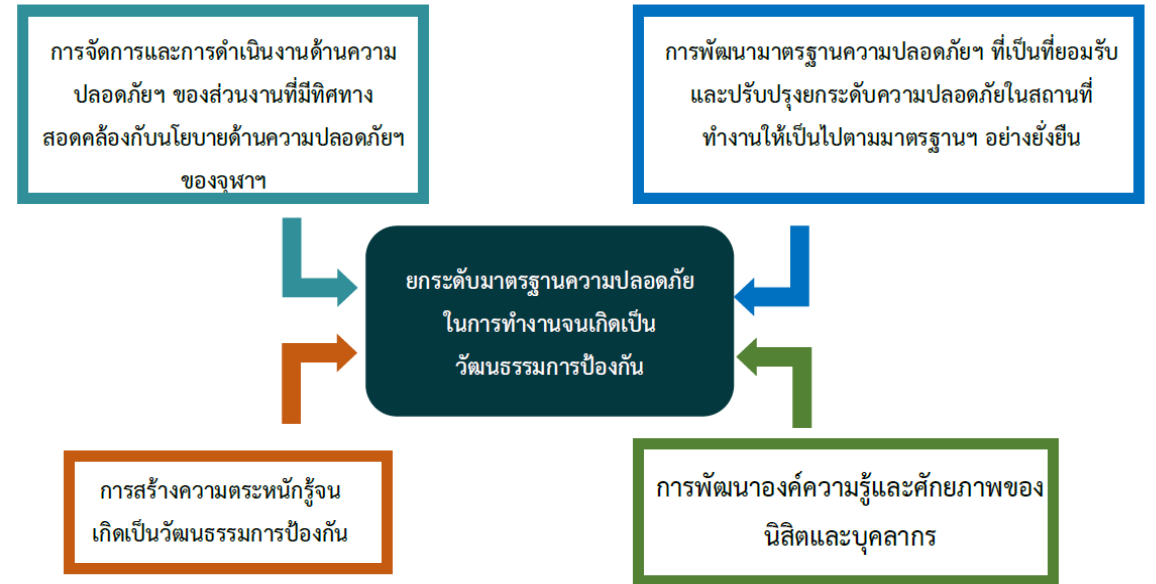 การจัดการและการดำเนินงานด้านความ
ปลอดภัยฯ ของส่วนงานที่มีทิศทาง
สอดคล้องกับนโยบายด้านความปลอดภัยฯ
ของจุฬาฯ
การพัฒนามาตรฐานความปลอดภัยฯ ที่เป็นที่ยอมรับ
และปรับปรุงยกระดับความปลอดภัยในสถานที่
ทำงานให้เป็นไปตามมาตรฐานฯ อย่างยั่งยืน
ยกระดับมาตรฐานความปลอดภัย
ในการทำงานจนเกิดเป็น
วัฒนธรรมการป้องกัน
การสร้างความตระหนักรู้จน
เกิดเป็นวัฒนธรรมการป้องกัน
การพัฒนาองค์ความรู้และศักยภาพของ
นิสิตและบุคลากร